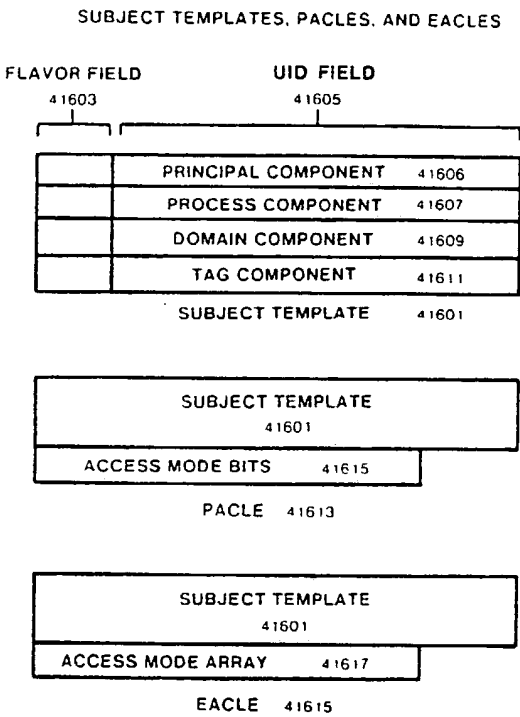 SUBJECT TEMPLATES, PACLES, AND EACLES
FLAVOR FIELD UID FIELD
41603 41605
PRINCIPAL COMPONENT 41606
PROCESS COMPONENT 41607
DOMAIN COMPONENT 41609
TAG COMPONENT 41611
SUBJECT TEMPLATE 41601
SUBJECT TEMPLATE
41601
ACCESS MODE BITS 41615
PACLE 41613
SUBJECT TEMPLATE
41601
ACCESS MODE ARRAY 41617
EACLE 41615